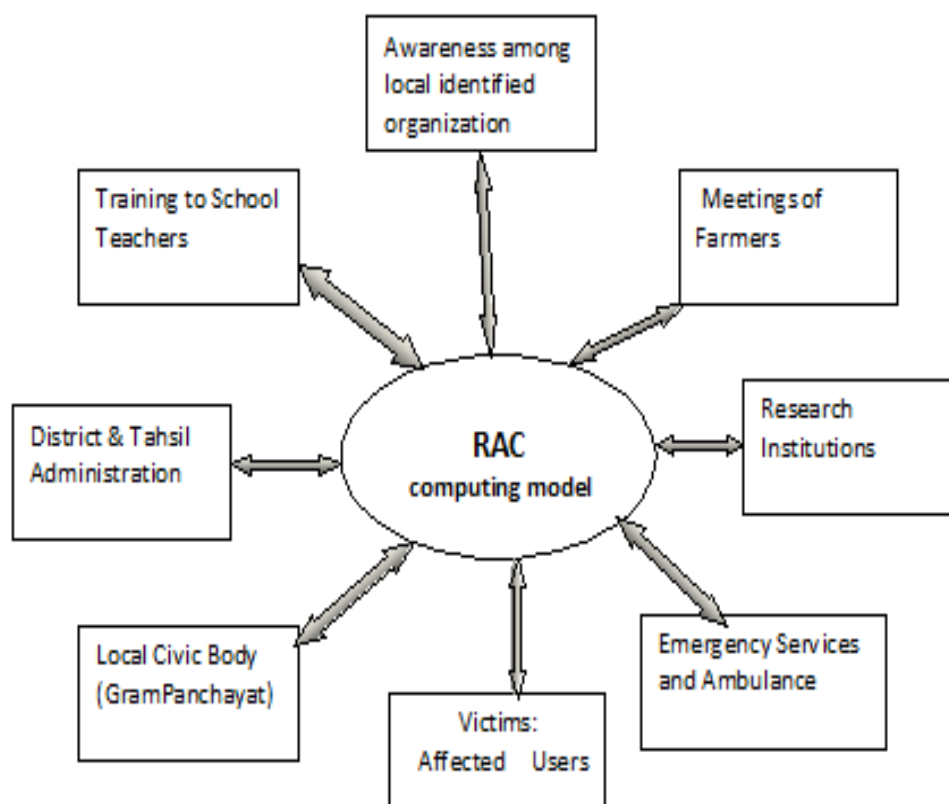 Awareness among
local identified
organization
Training to School
Teachers
Meetings of
Farmers
District & Tahsil
Administration
RAC
computing model
Research
Institutions
Local Civic Body
(GramPanchayat)
Victims:
Affected Users
Emergency Services
and Ambulance